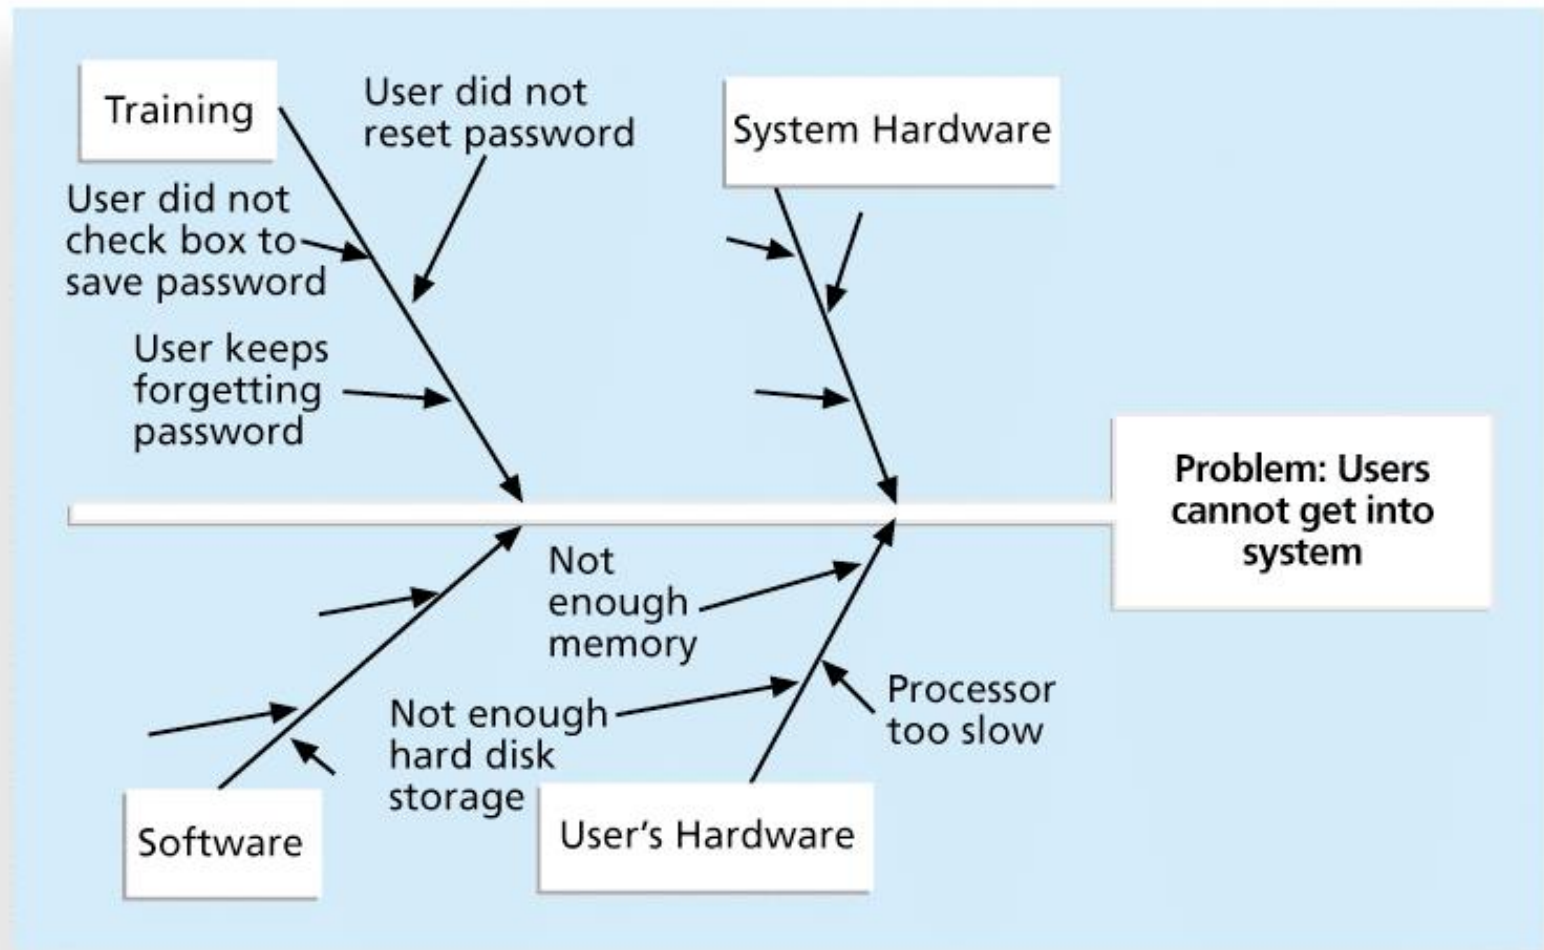 Training
User did not
reset password
System Hardware
User did not
check box to
save password
User keeps
forgetting
password
Problem: Users
cannot get into
system
Not
enough
memory
Not enough
hard disk
storage
Processor
too slow
Software
User’s Hardware